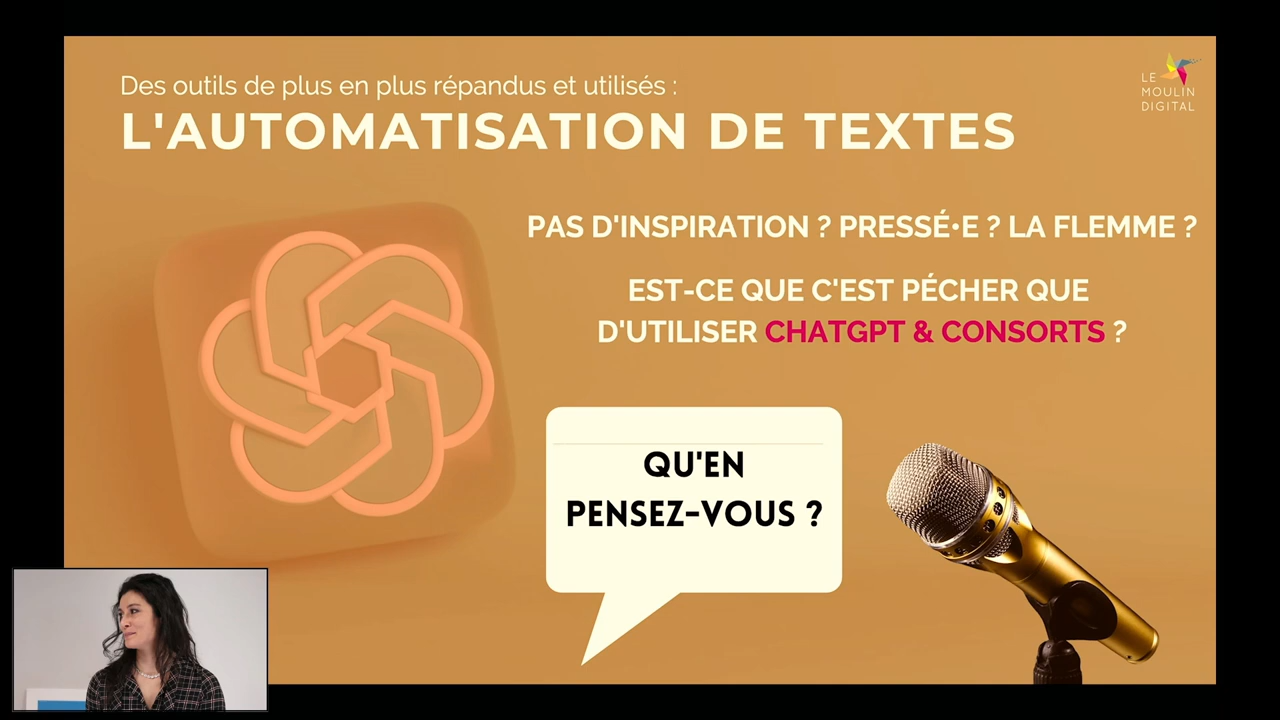 Des outils de plus en plus répandus et utilisés :
L'AUTOMATISATION DE TEXTES
LE
MOULIN
DIGITAL
PAS D'INSPIRATION ? PRESSÉ•E ? LA FLEMME ?
EST-CE QUE C'EST PÉCHER QUE
D'UTILISER CHATGPT & CONSORTS ?
QU'EN
PENSEZ-VOUS ?